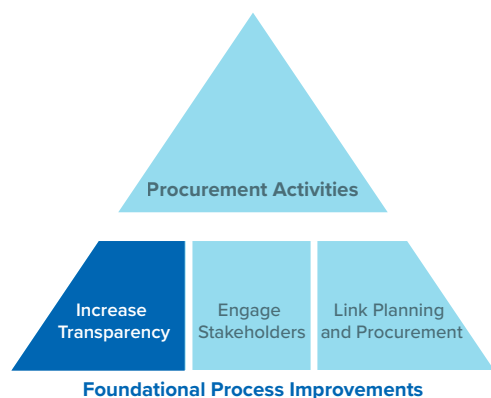 Procurement Activities
Increase
Transparency
Engage
Stakeholders
Link Planning
and Procurement
Foundational Process Improvements